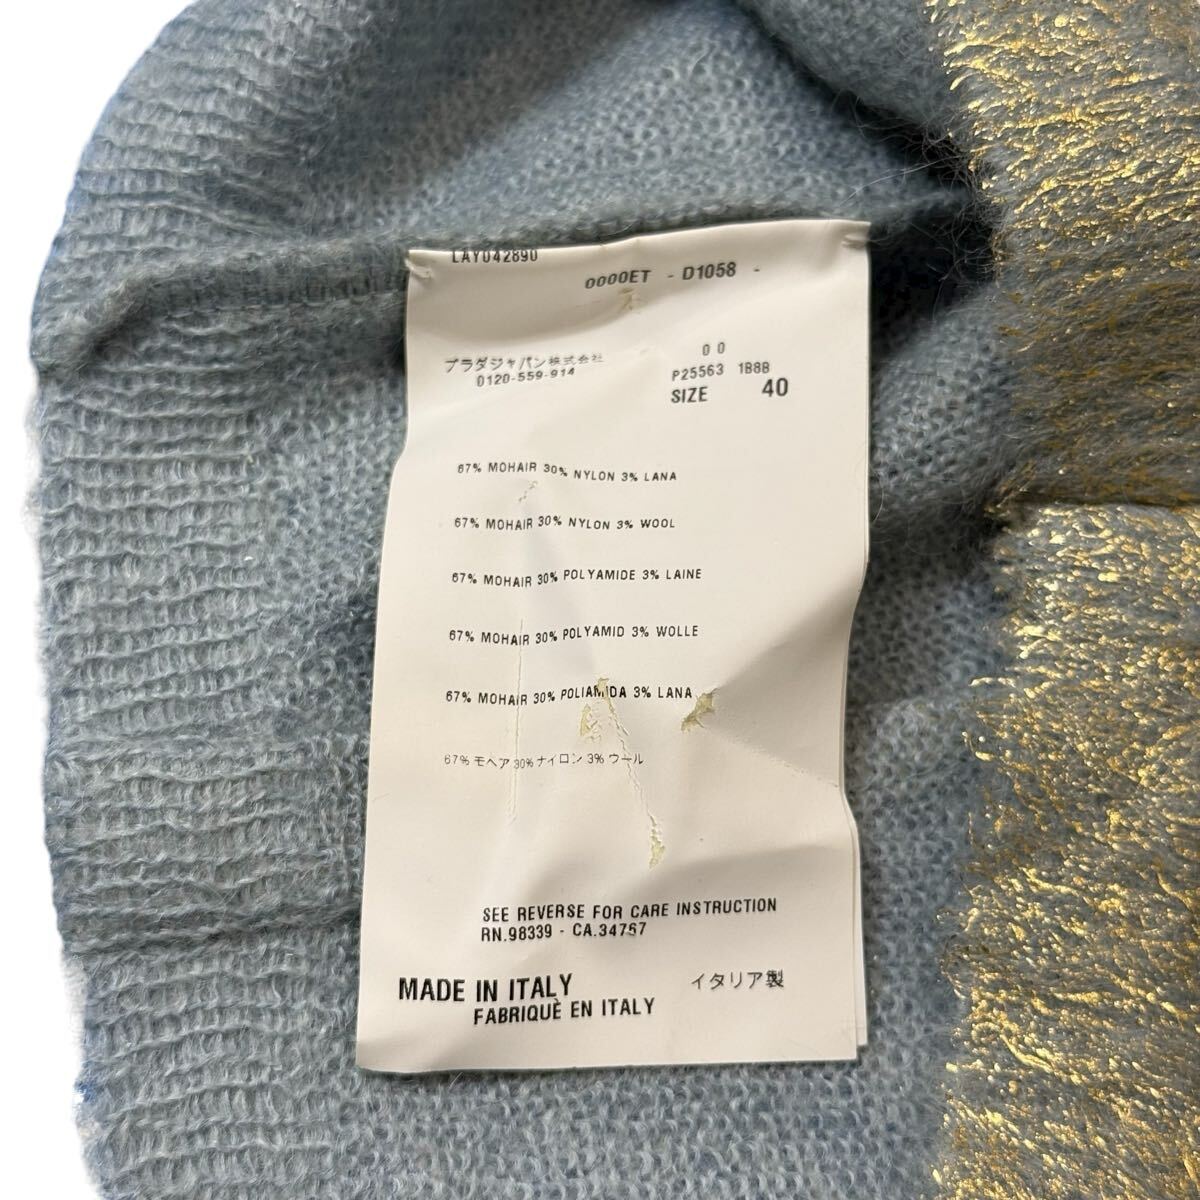 LAY042890
0000ET - D1058 -
プラダジャパン株式会社
0120-559-914
00
P25563 1B8B
SIZE 40
67% MOHAIR 30% NYLON 3% LANA
67% MOHAIR 30% NYLON 3% WOOL
67% MOHAIR 30% POLYAMIDE 3% LAINE
67% MOHAIR 30% POLYAMID 3% WOLLE
67% MOHAIR 30% POLIAMIDA 3% LANA
67% モヘア 30% ナイロン 3% ウール
SEE REVERSE FOR CARE INSTRUCTION
RN.98339 - CA.34767
MADE IN ITALY
FABRIQUÈ EN ITALY
イタリア製